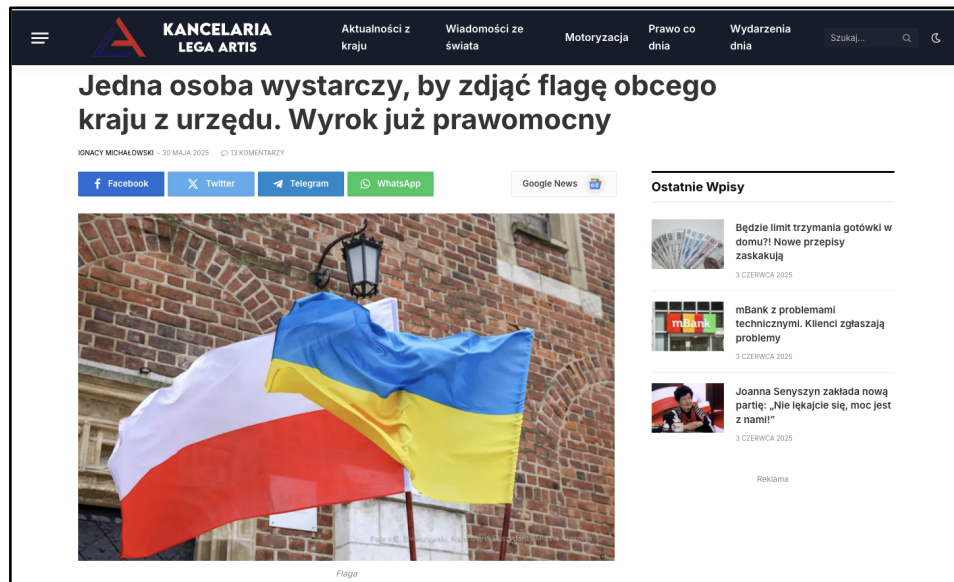 KANCELARIA
LEGA ARTIS
Aktualności z
kraju
Wiadomości ze
świata
Motoryzacja
Prawo co
dnia
Wydarzenia
dnia
Szukaj...
Jedna osoba wystarczy, by zdjąć flagę obcego
kraju z urzędu. Wyrok już prawomocny
IGNACY MICHAŁOWSKI - 30 MAJA 2025 13 KOMENTARZY
Facebook
Twitter
Telegram
WhatsApp
Google News
Flaga
Ostatnie Wpisy
Będzie limit trzymania gotówki w
domu?! Nowe przepisy
zaskakują
3 CZERWCA 2025
mBank
mBank z problemami
technicznymi. Klienci zgłaszają
problemy
3 CZERWCA 2025
Joanna Senyszyn zakłada nową
partię: „Nie lękajcie się, moc jest
z nami!”
3 CZERWCA 2025
Reklama